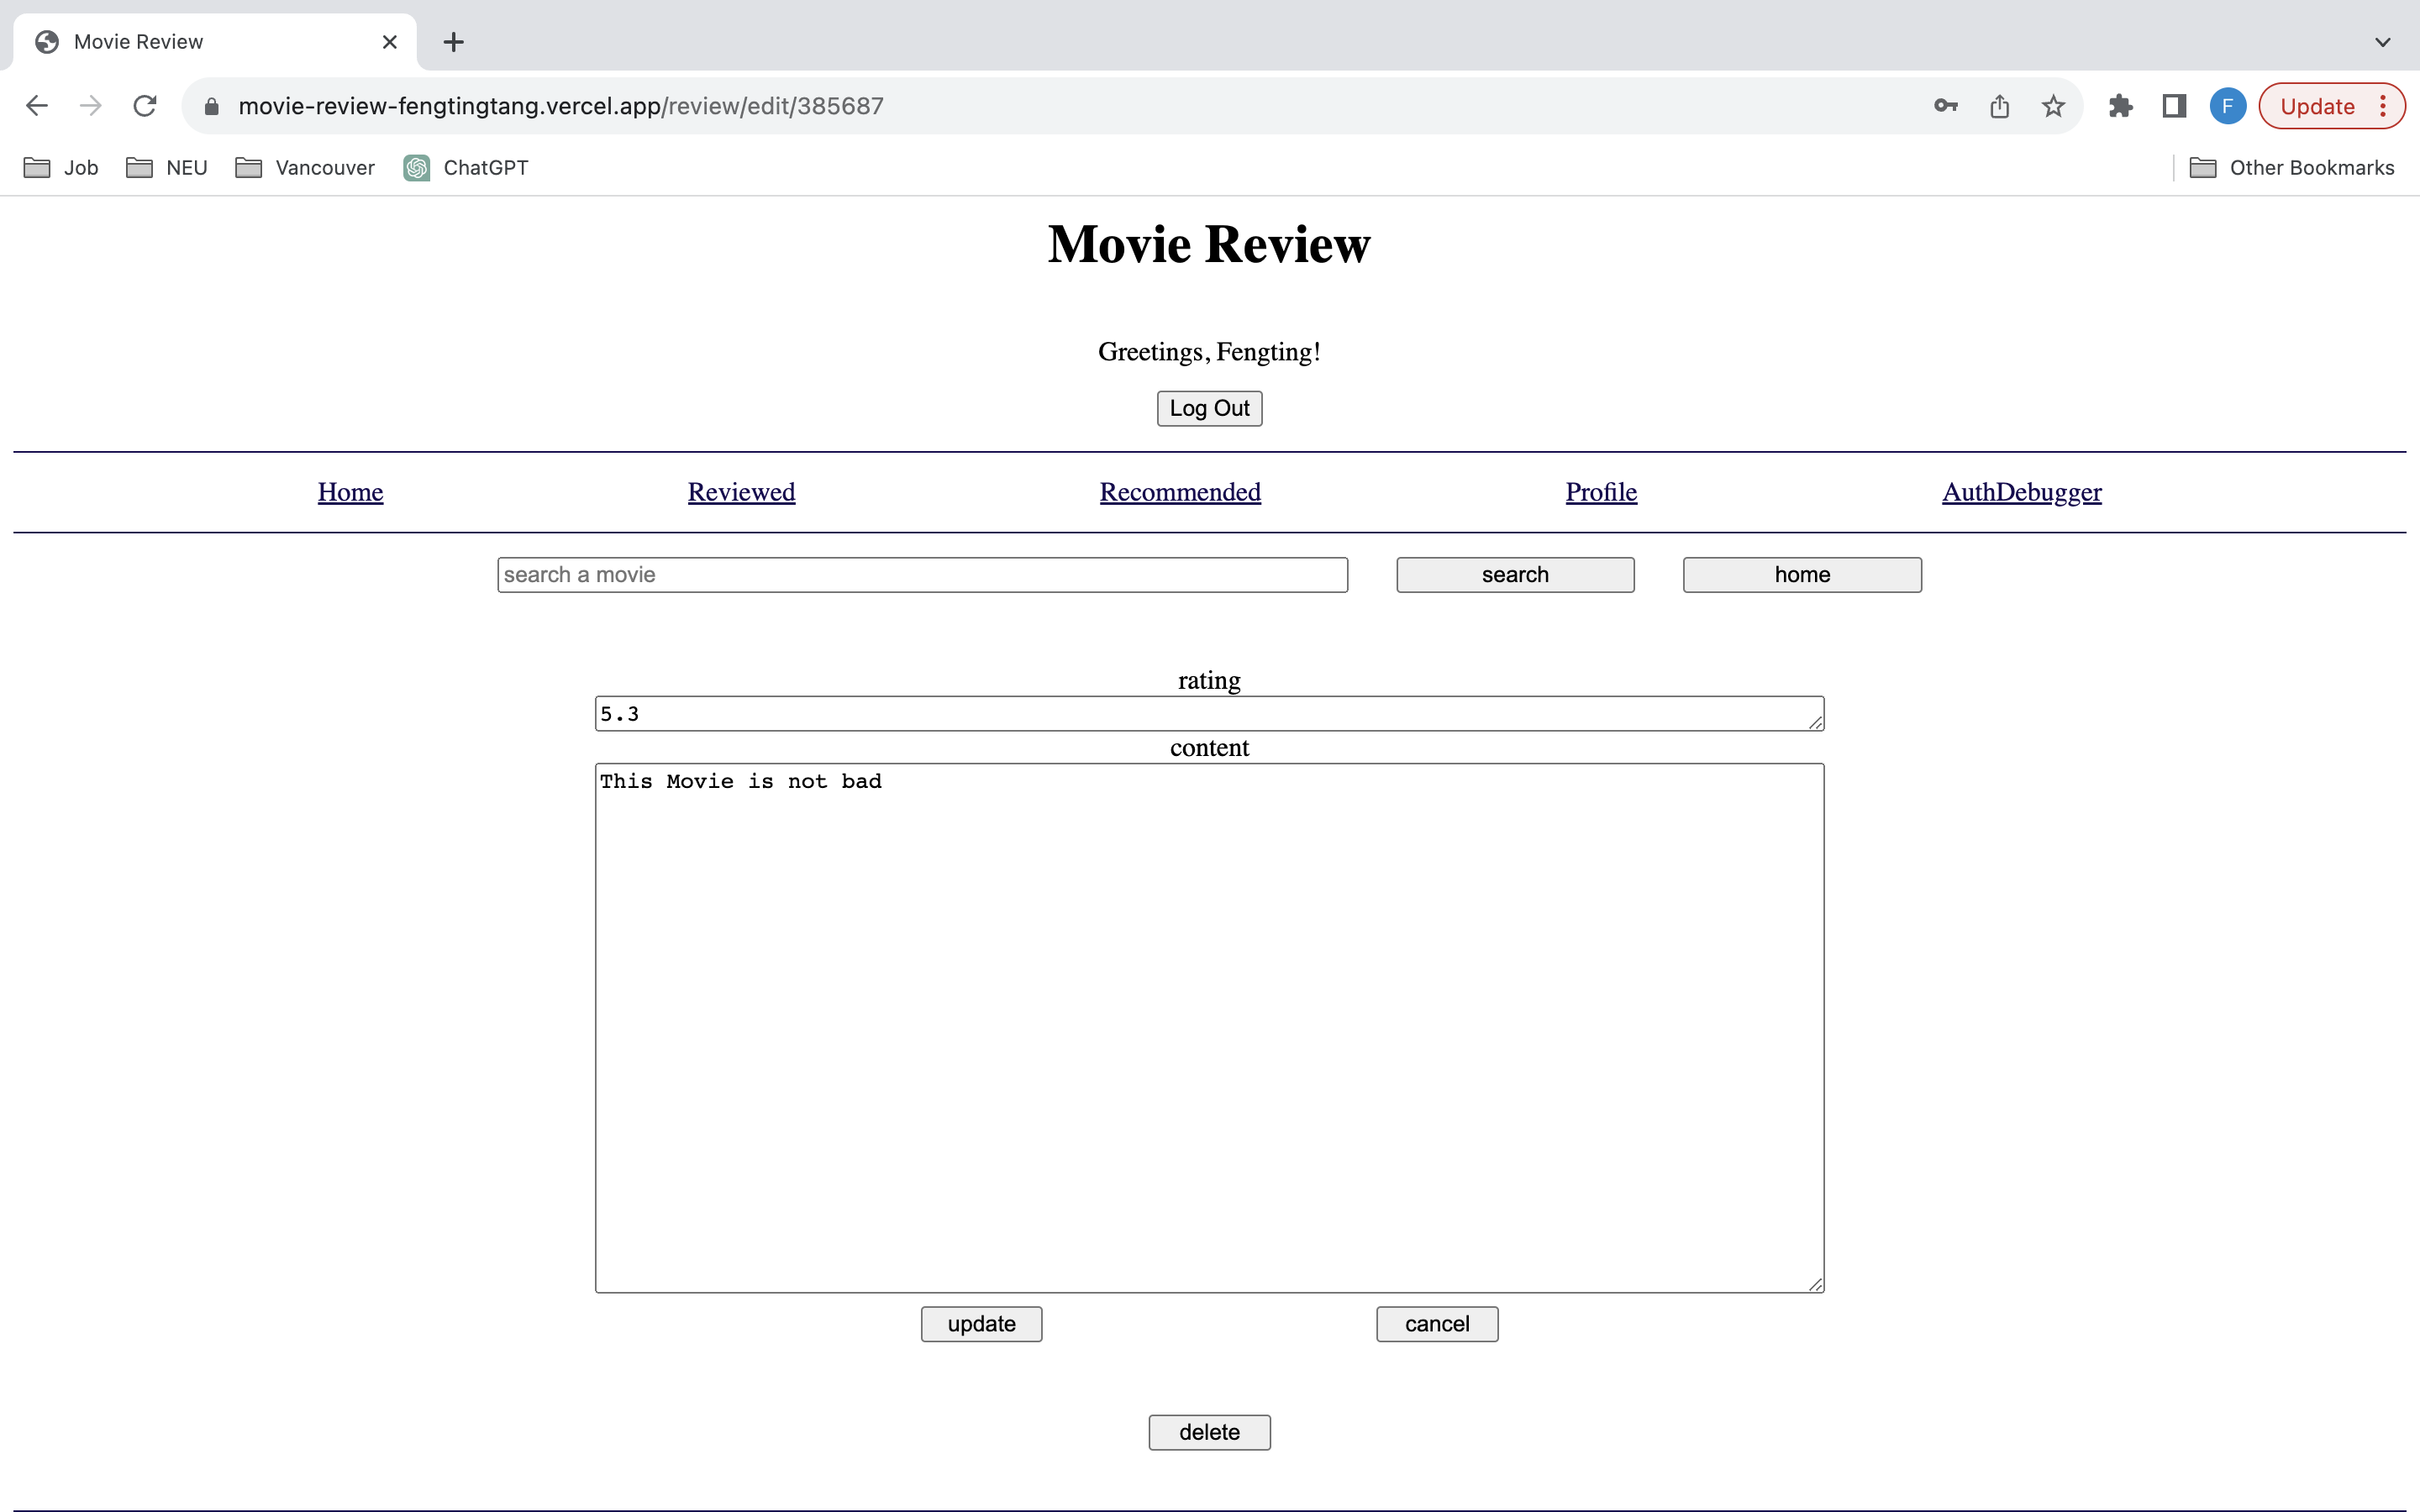 Movie Review
movie-review-fengtingtang.vercel.app/review/edit/385687
F
Update
Job NEU Vancouver ChatGPT Other Bookmarks
Movie Review
Greetings, Fengting!
Log Out
Home Reviewed Recommended Profile AuthDebugger
search a movie search home
rating
5.3
content
This Movie is not bad
update cancel
delete